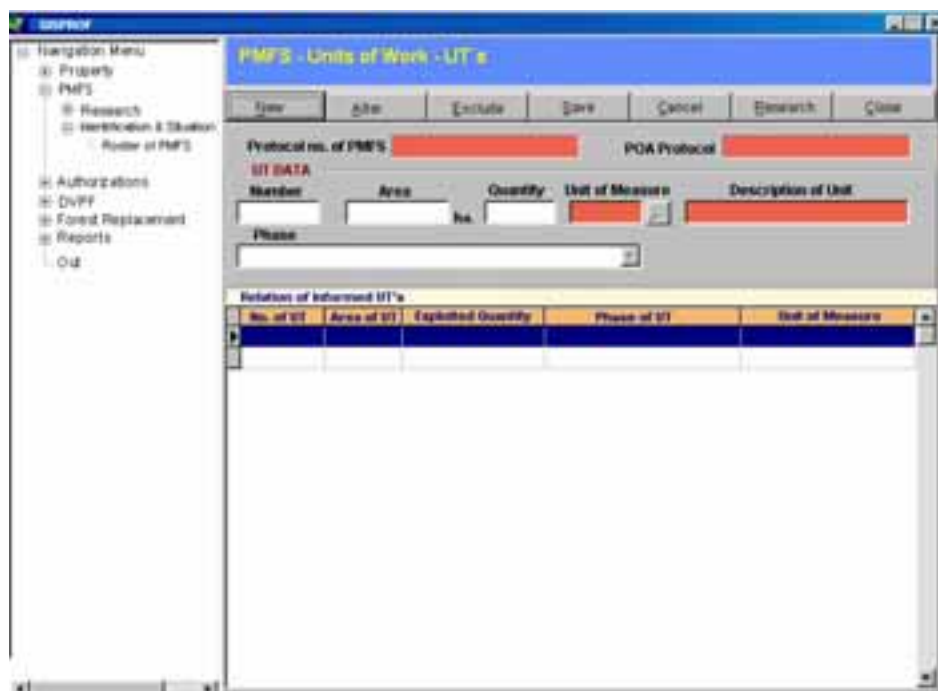 SISPROF
Navigation Menu
Property
PMFS
Research
Identification & Situation
Roster of PMFS
Authorizations
DVPF
Forest Replacement
Reports
Out
PMFS - Units of Work - UT's
New Alter Exclude Save Cancel Research Close
Protocol no. of PMFS POA Protocol
UT DATA
Number Area Quantity Unit of Measure Description of Unit
ha.
Phase
Relation of Informed UT's
No. of UT Area of UT Exploited Quantity Phase of UT Unit of Measure